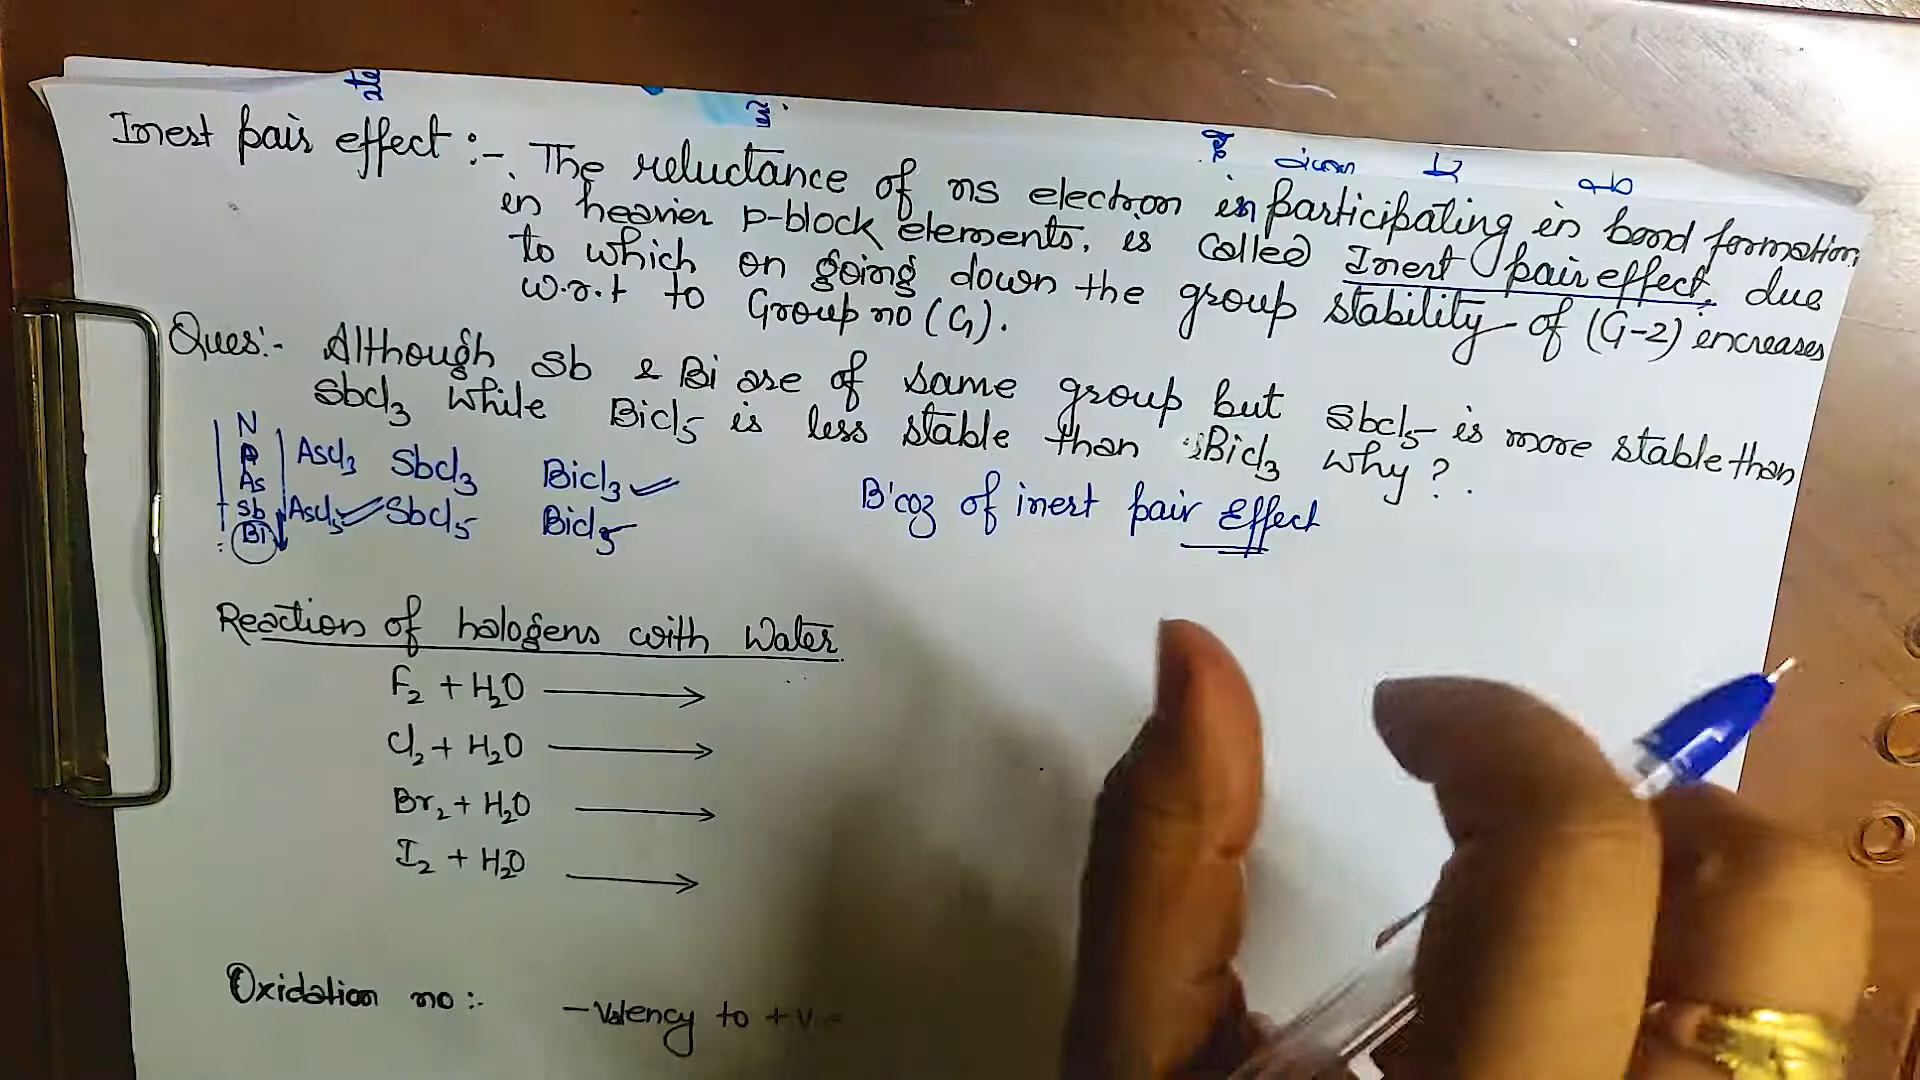 Inert pair effect :- The reluctance of ns electron in participating in bond formation
in heavier p-block elements, is called Inert pair effect, due
to which on going down the group stability of (G-2) increases
w.r.t to Group no (G).
Ques:- Although Sb & Bi are of same group but SbCl5 is more stable than
SbCl3 while BiCl5 is less stable than BiCl3 Why ?
N
P
As
Sb
Bi
AsCl3 SbCl3 BiCl3 ✓
AsCl5 ✓ SbCl5 BiCl5
B'coz of inert pair Effect
Reaction of halogens with Water
F2 + H2O ⟶
Cl2 + H2O ⟶
Br2 + H2O ⟶
I2 + H2O ⟶
Oxidation no :- - Valency to +